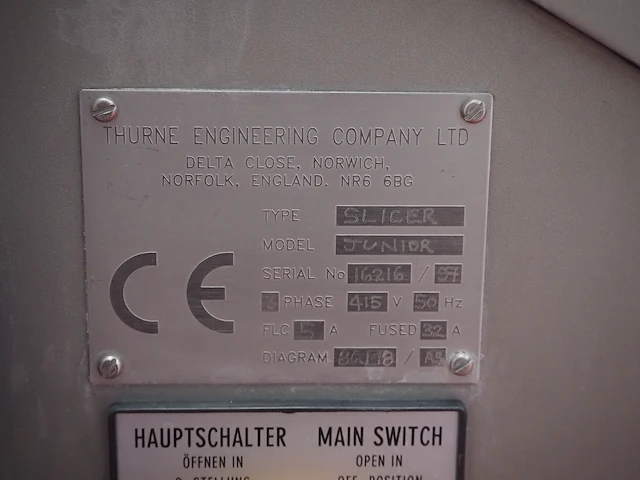 THURNE ENGINEERING COMPANY LTD
DELTA CLOSE, NORWICH,
NORFOLK, ENGLAND. NR6 6BG
TYPE SLICER
MODEL JUNIOR
SERIAL No 16216 / 97
3 PHASE 415 V 50 Hz
FLC 5 A FUSED 32 A
DIAGRAM /
CE
HAUPTSCHALTER MAIN SWITCH
ÖFFNEN IN OPEN IN